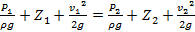 P₁/ρg + Z₁ + v₁²/2g = P₂/ρg + Z₂ + v₂²/2g